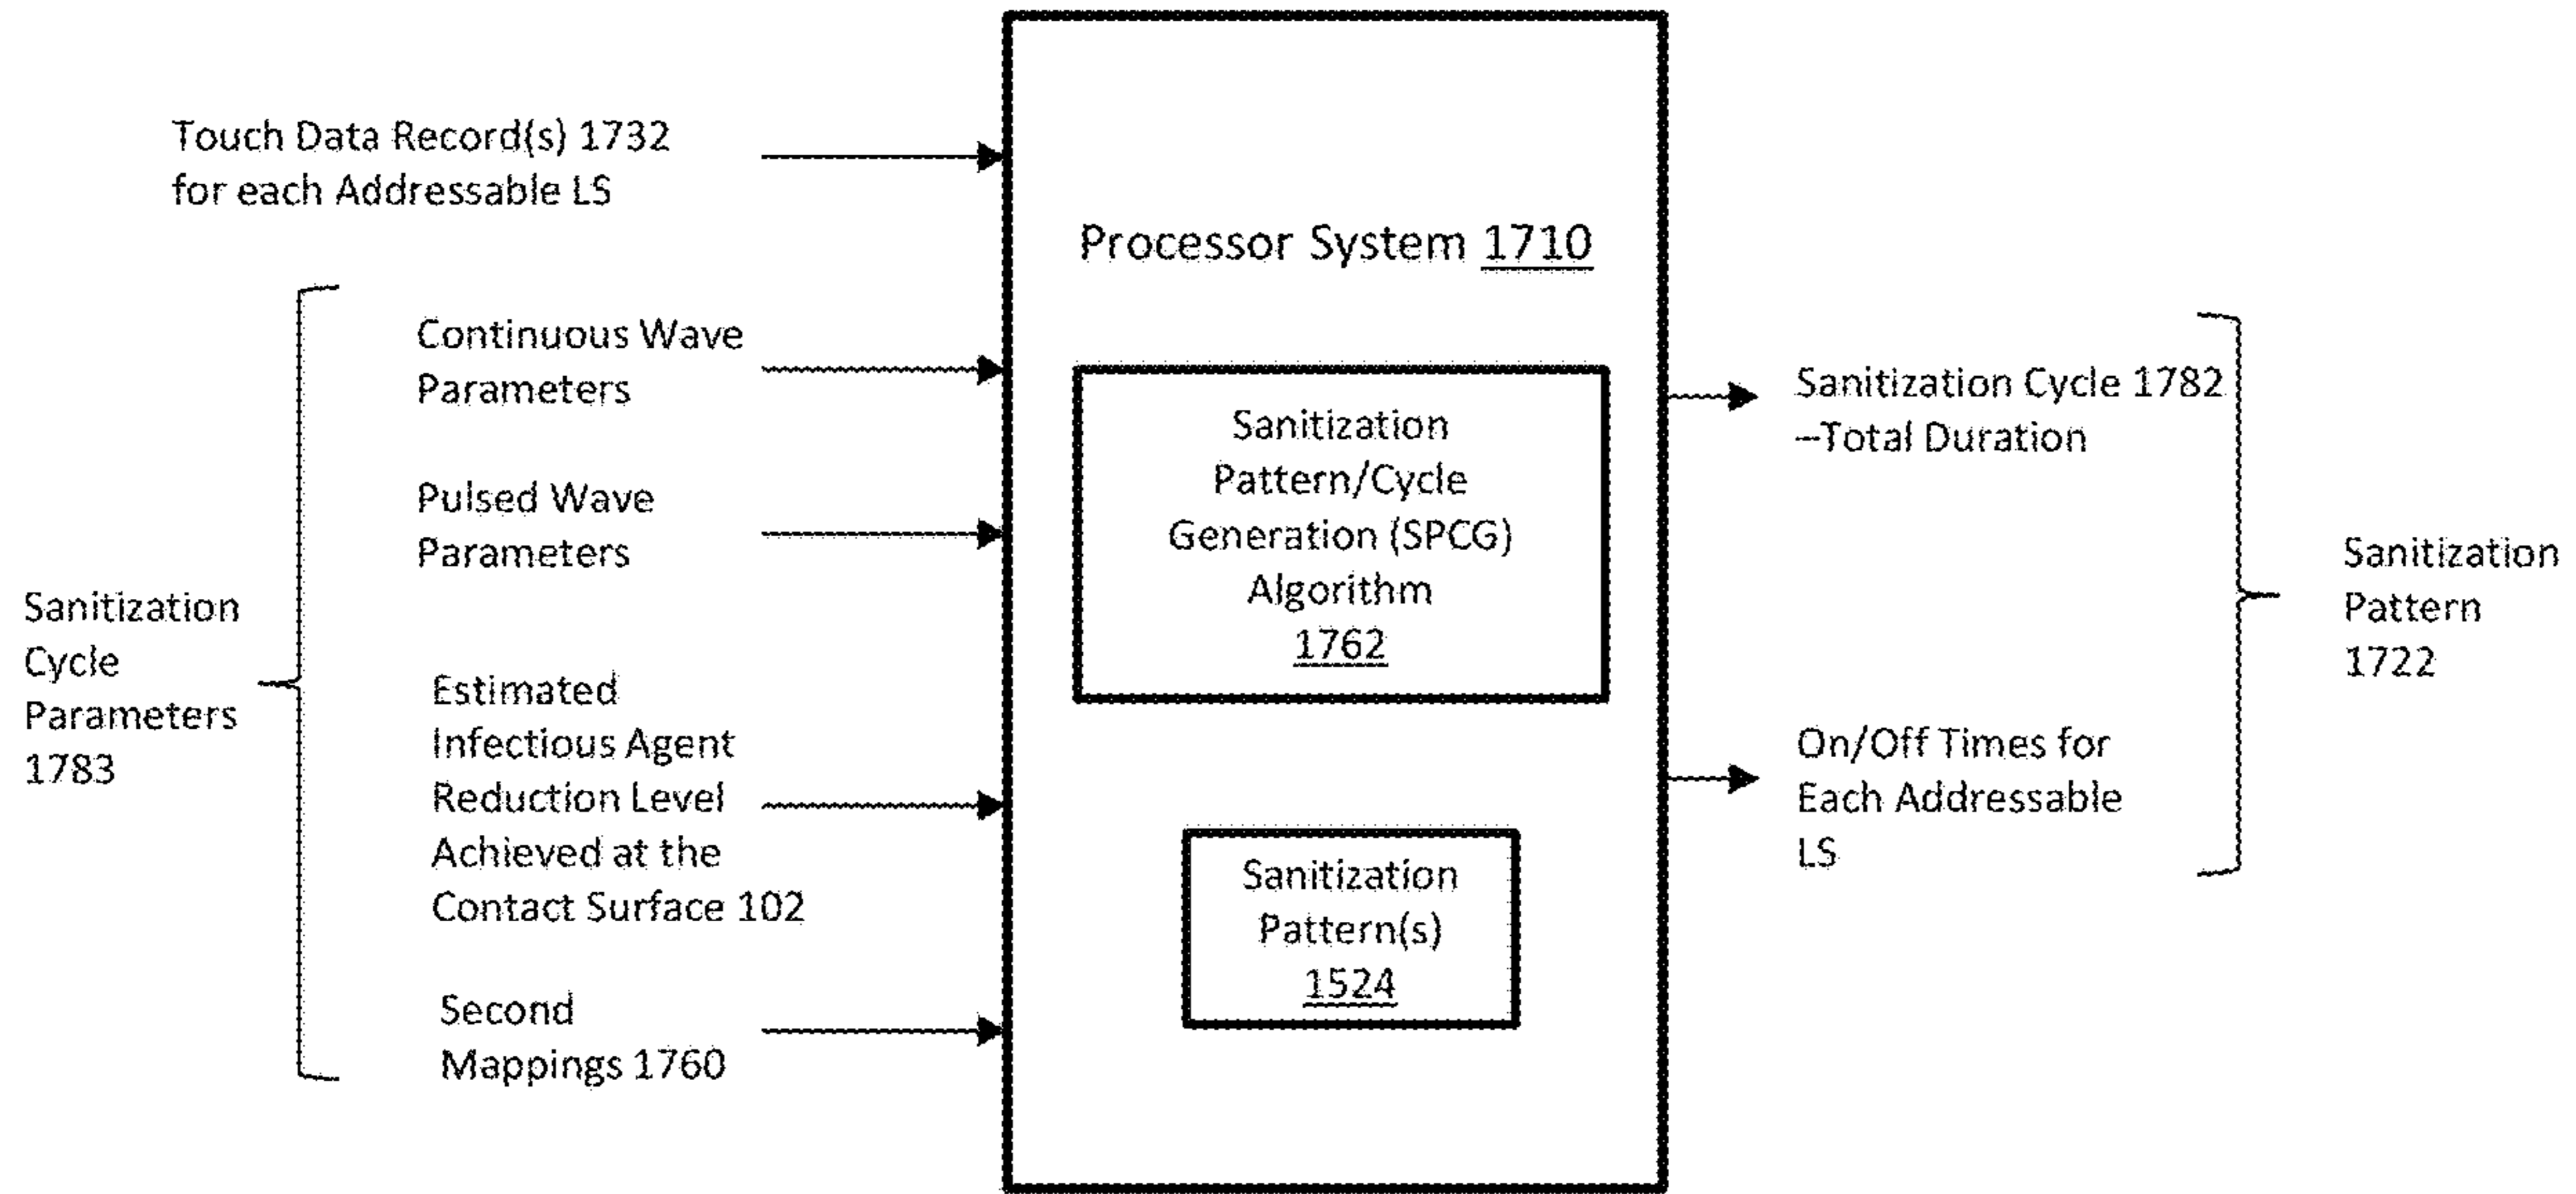 Touch Data Record(s) 1732
for each Addressable LS
Sanitization
Cycle
Parameters
1783
Continuous Wave
Parameters
Pulsed Wave
Parameters
Estimated
Infectious Agent
Reduction Level
Achieved at the
Contact Surface 102
Second
Mappings 1760
Processor System 1710
Sanitization
Pattern/Cycle
Generation (SPCG)
Algorithm
1762
Sanitization
Pattern(s)
1524
Sanitization Cycle 1782
–Total Duration
On/Off Times for
Each Addressable
LS
Sanitization
Pattern
1722